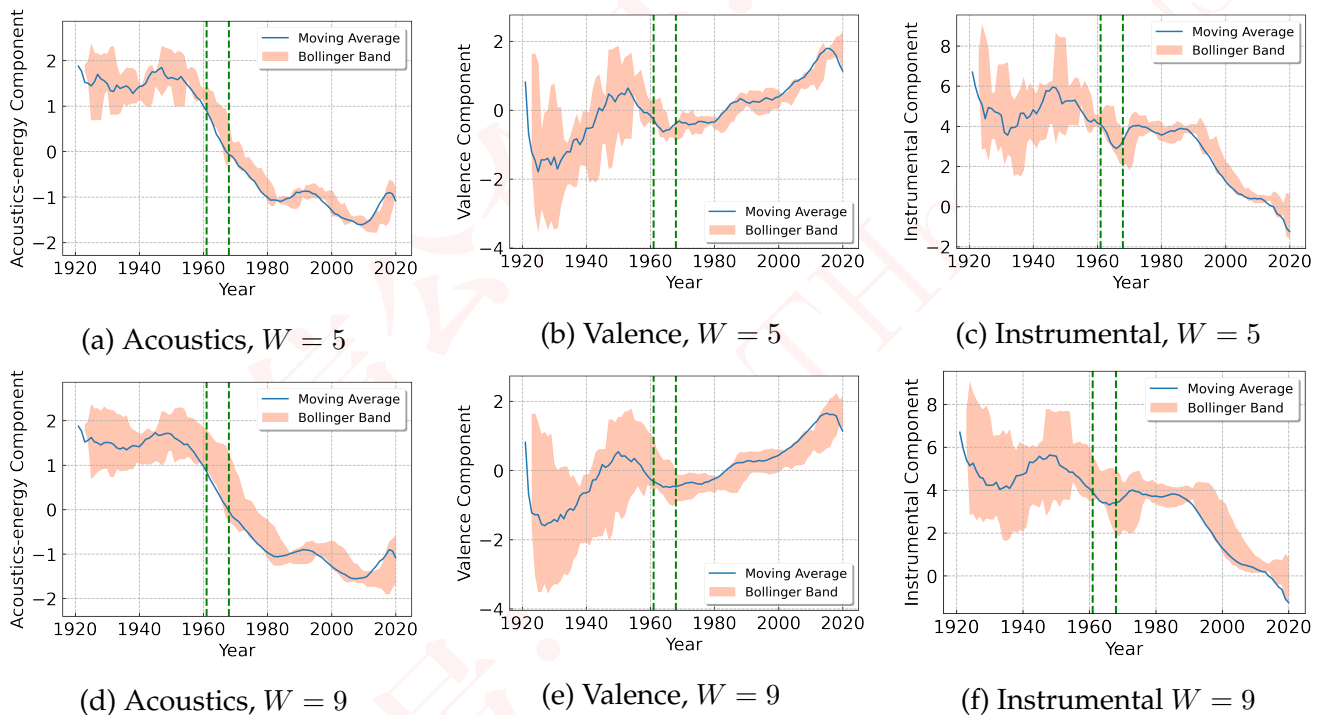 Acoustics-energy Component
2
1
0
−1
−2
1920 1940 1960 1980 2000 2020
Year
Moving Average
Bollinger Band
(a) Acoustics, W = 5
Valence Component
2
0
−2
−4
1920 1940 1960 1980 2000 2020
Year
Moving Average
Bollinger Band
(b) Valence, W = 5
Instrumental Component
8
6
4
2
0
−2
1920 1940 1960 1980 2000 2020
Year
Moving Average
Bollinger Band
(c) Instrumental, W = 5
Acoustics-energy Component
2
1
0
−1
−2
1920 1940 1960 1980 2000 2020
Year
Moving Average
Bollinger Band
(d) Acoustics, W = 9
Valence Component
2
0
−2
−4
1920 1940 1960 1980 2000 2020
Year
Moving Average
Bollinger Band
(e) Valence, W = 9
Instrumental Component
8
6
4
2
0
1920 1940 1960 1980 2000 2020
Year
Moving Average
Bollinger Band
(f) Instrumental W = 9